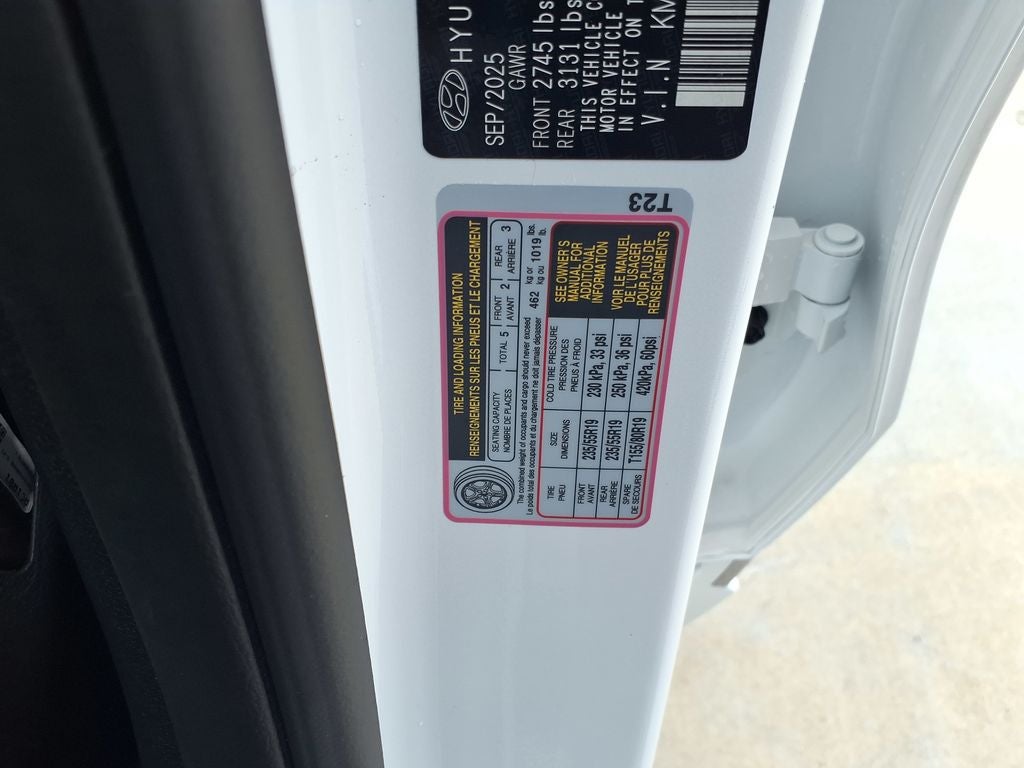 HYU
SEP/2025
GAWR
FRONT 2745 lbs
REAR 3131 lbs
THIS VEHICLE CO
MOTOR VEHICLE
IN EFFECT ON T
V.I.N KM
T23
TIRE AND LOADING INFORMATION
RENSEIGNEMENTS SUR LES PNEUS ET LE CHARGEMENT
SEATING CAPACITY TOTAL 5 FRONT 2 REAR 3
NOMBRE DE PLACES AVANT ARRIÈRE
The combined weight of occupants and cargo should never exceed 462 kg or 1019 lbs.
Le poids total des occupants et du chargement ne doit jamais dépasser kg ou lb.
TIRE SIZE COLD TIRE PRESSURE
PNEU DIMENSIONS PRESSION DES PNEUS À FROID
FRONT AVANT 235/55R19 230 kPa, 33 psi
REAR ARRIÈRE 235/55R19 250 kPa, 36 psi
SPARE DE SECOURS T155/80R19 420kPa, 60psi
SEE OWNER'S
MANUAL FOR
ADDITIONAL
INFORMATION
VOIR LE MANUEL
DE L'USAGER
POUR PLUS DE
RENSEIGNEMENTS